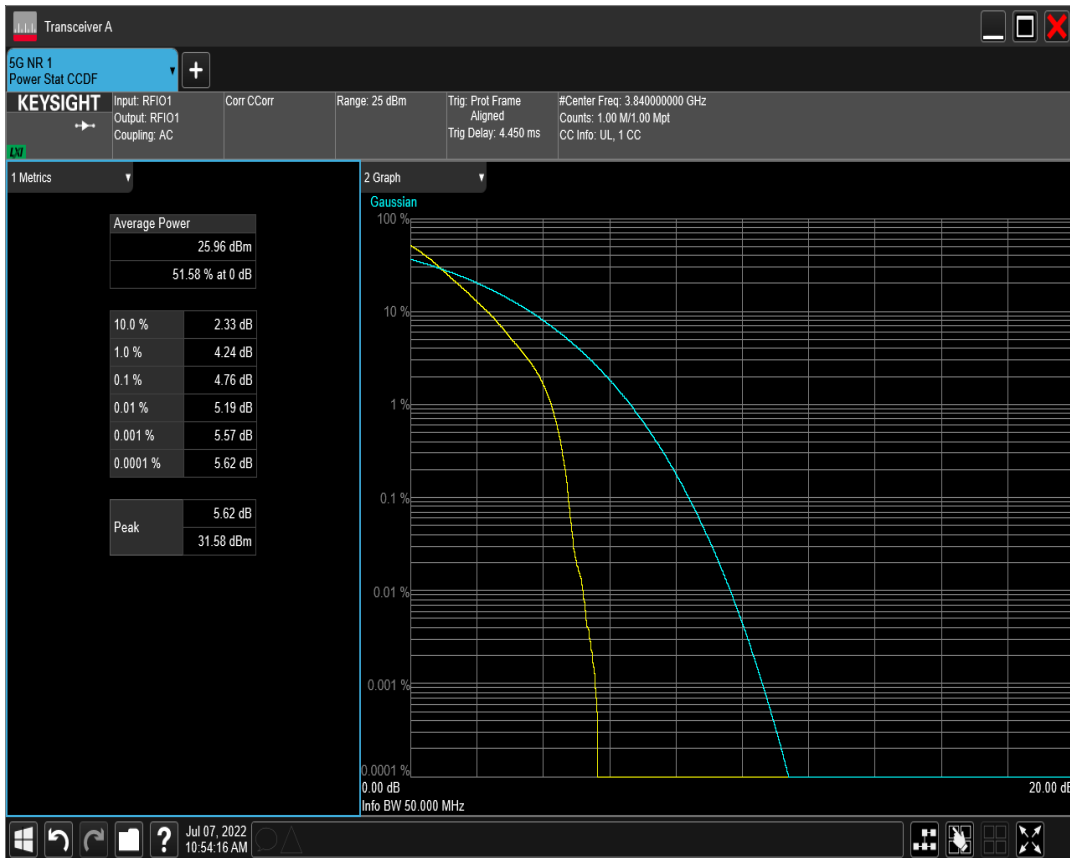 Transceiver A
5G NR 1
Power Stat CCDF
KEYSIGHT
LXI
Input: RFIO1
Output: RFIO1
Coupling: AC
Corr CCorr
Range: 25 dBm
Trig: Prot Frame
Aligned
Trig Delay: 4.450 ms
#Center Freq: 3.840000000 GHz
Counts: 1.00 M/1.00 Mpt
CC Info: UL, 1 CC
1 Metrics
Average Power
25.96 dBm
51.58 % at 0 dB
10.0 % 2.33 dB
1.0 % 4.24 dB
0.1 % 4.76 dB
0.01 % 5.19 dB
0.001 % 5.57 dB
0.0001 % 5.62 dB
Peak 5.62 dB
31.58 dBm
2 Graph
Gaussian
100 %
10 %
1 %
0.1 %
0.01 %
0.001 %
0.0001 %
0.00 dB 20.00 dB
Info BW 50.000 MHz
Jul 07, 2022
10:54:16 AM